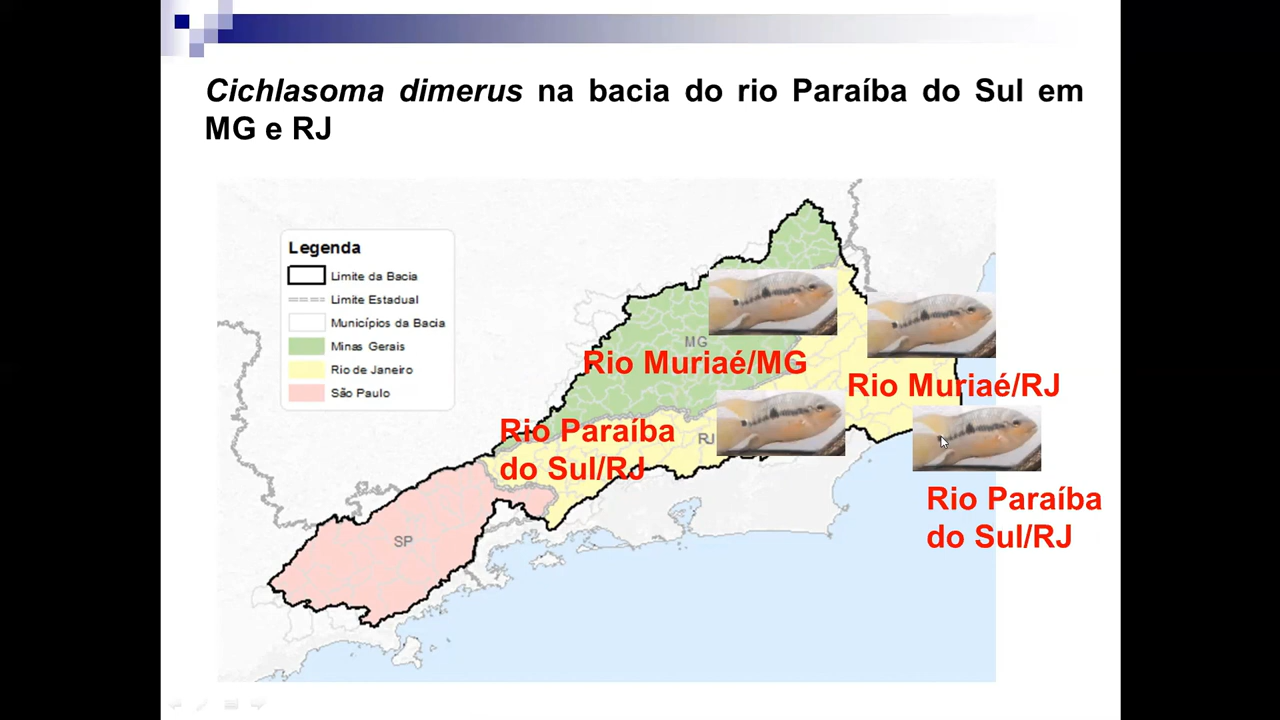 Cichlasoma dimerus na bacia do rio Paraíba do Sul em
MG e RJ
Legenda
Limite da Bacia
Limite Estadual
Municípios da Bacia
Minas Gerais
Rio de Janeiro
São Paulo
MG
Rio Muriaé/MG
Rio Muriaé/RJ
Rio Paraíba
do Sul/RJ
RJ
Rio Paraíba
do Sul/RJ
SP